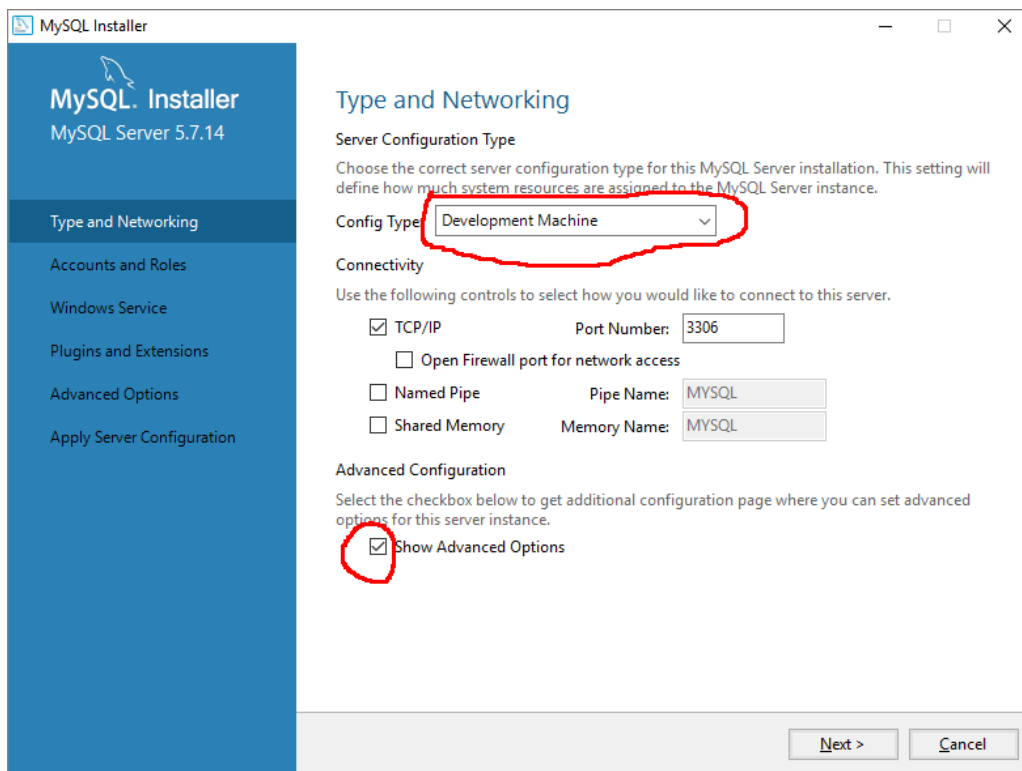 MySQL Installer
MySQL. Installer
MySQL Server 5.7.14
Type and Networking
Accounts and Roles
Windows Service
Plugins and Extensions
Advanced Options
Apply Server Configuration
Type and Networking
Server Configuration Type
Choose the correct server configuration type for this MySQL Server installation. This setting will
define how much system resources are assigned to the MySQL Server instance.
Config Type: Development Machine
Connectivity
Use the following controls to select how you would like to connect to this server.
TCP/IP Port Number: 3306
Open Firewall port for network access
Named Pipe Pipe Name: MYSQL
Shared Memory Memory Name: MYSQL
Advanced Configuration
Select the checkbox below to get additional configuration page where you can set advanced
options for this server instance.
Show Advanced Options
Next > Cancel